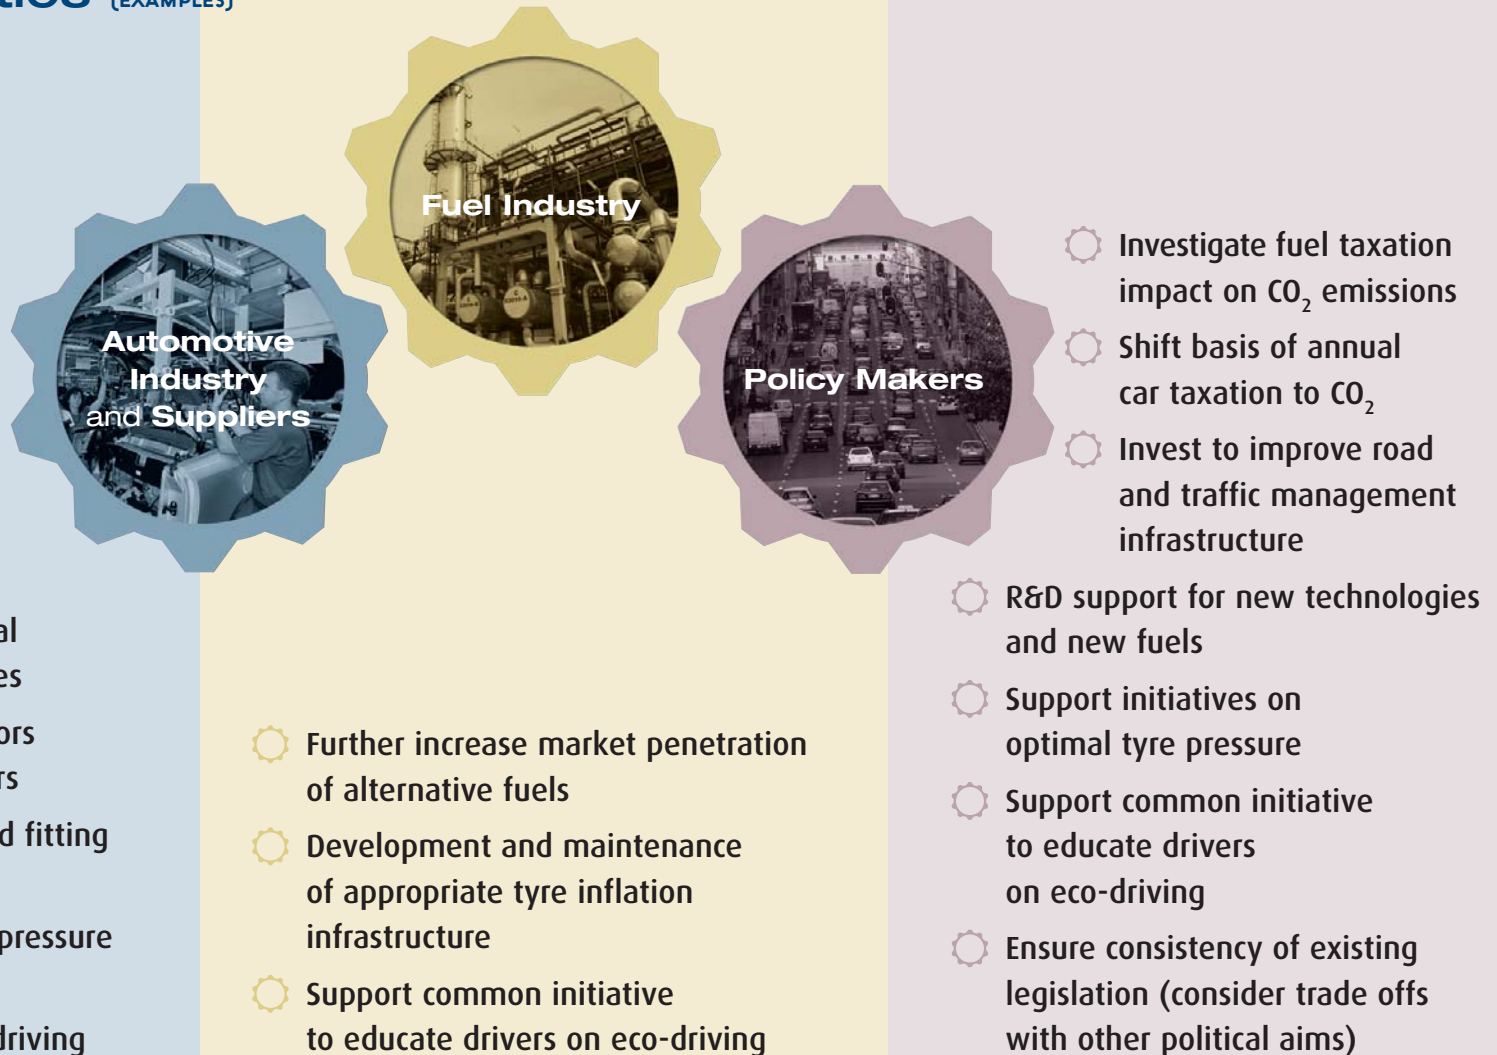 (EXAMPLES)
Fuel Industry
Automotive
Industry
and Suppliers
Policy Makers
fitting
pressure
driving
Further increase market penetration
of alternative fuels
Development and maintenance
of appropriate tyre inflation
infrastructure
Support common initiative
to educate drivers on eco-driving
Investigate fuel taxation
impact on CO₂ emissions
Shift basis of annual
car taxation to CO₂
Invest to improve road
and traffic management
infrastructure
R&D support for new technologies
and new fuels
Support initiatives on
optimal tyre pressure
Support common initiative
to educate drivers
on eco-driving
Ensure consistency of existing
legislation (consider trade offs
with other political aims)